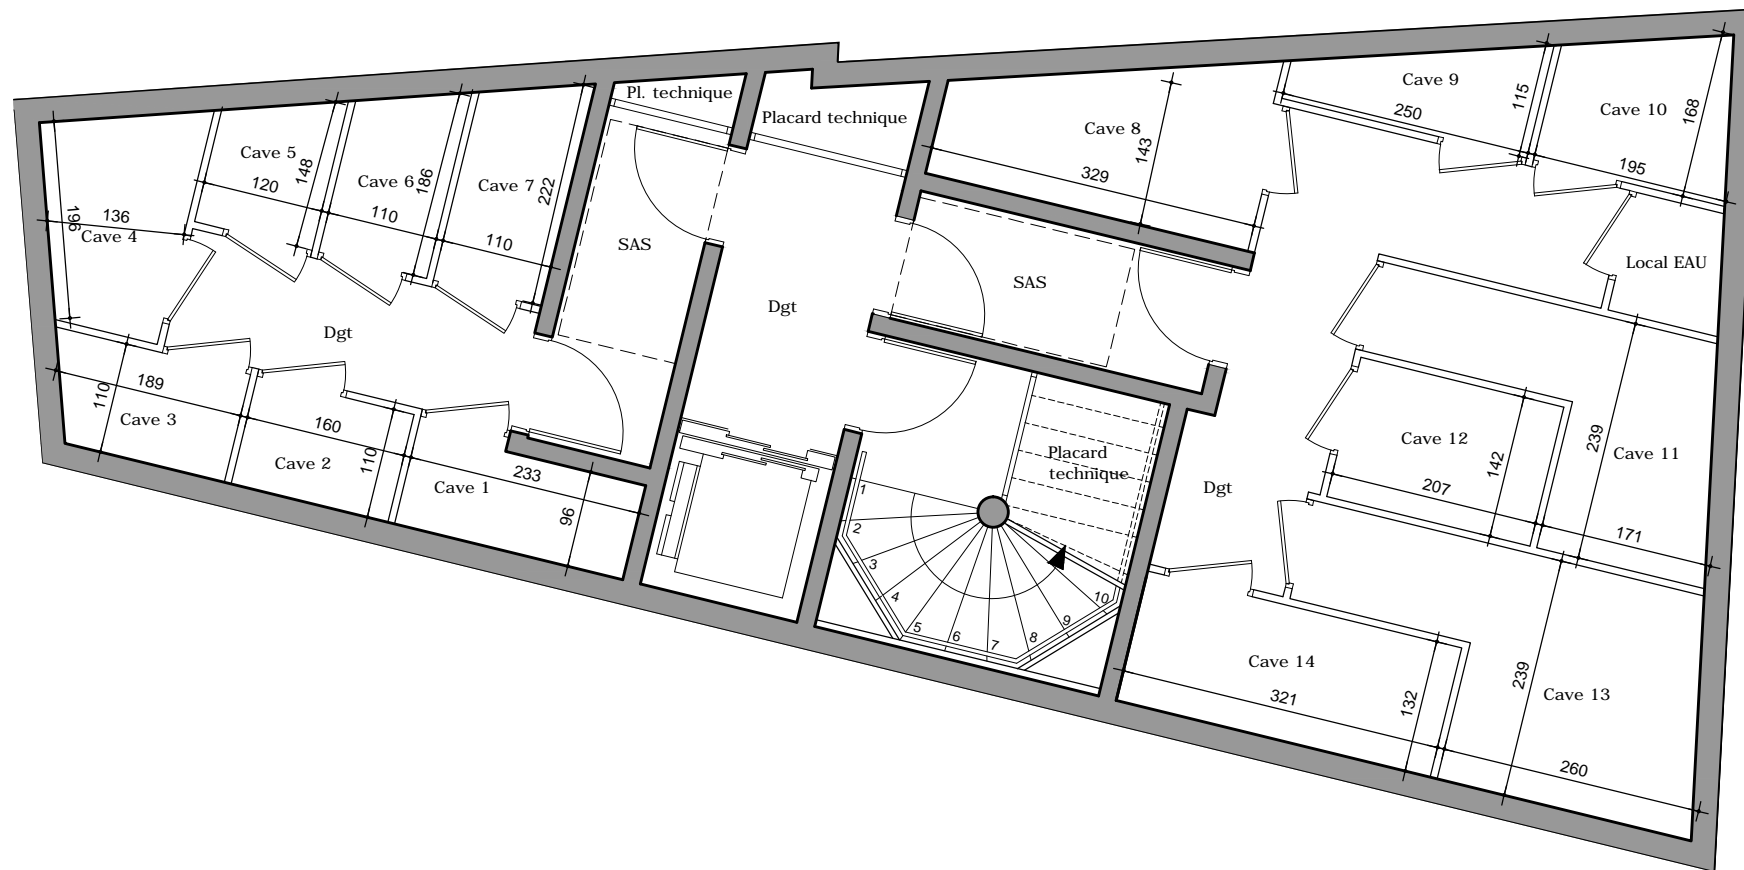 Pl. technique
Placard technique
Cave 8
143
329
Cave 9
250
115
Cave 10
168
195
Cave 5
148
120
Cave 6
186
110
Cave 7
222
110
136
196
Cave 4
SAS
SAS
Local EAU
Dgt
Dgt
189
110
Cave 3
160
110
Cave 2
233
Cave 1
96
Placard
technique
Dgt
Cave 12
142
207
239
Cave 11
171
1
2
3
4
5
6
7
8
9
10
Cave 14
321
132
239
Cave 13
260